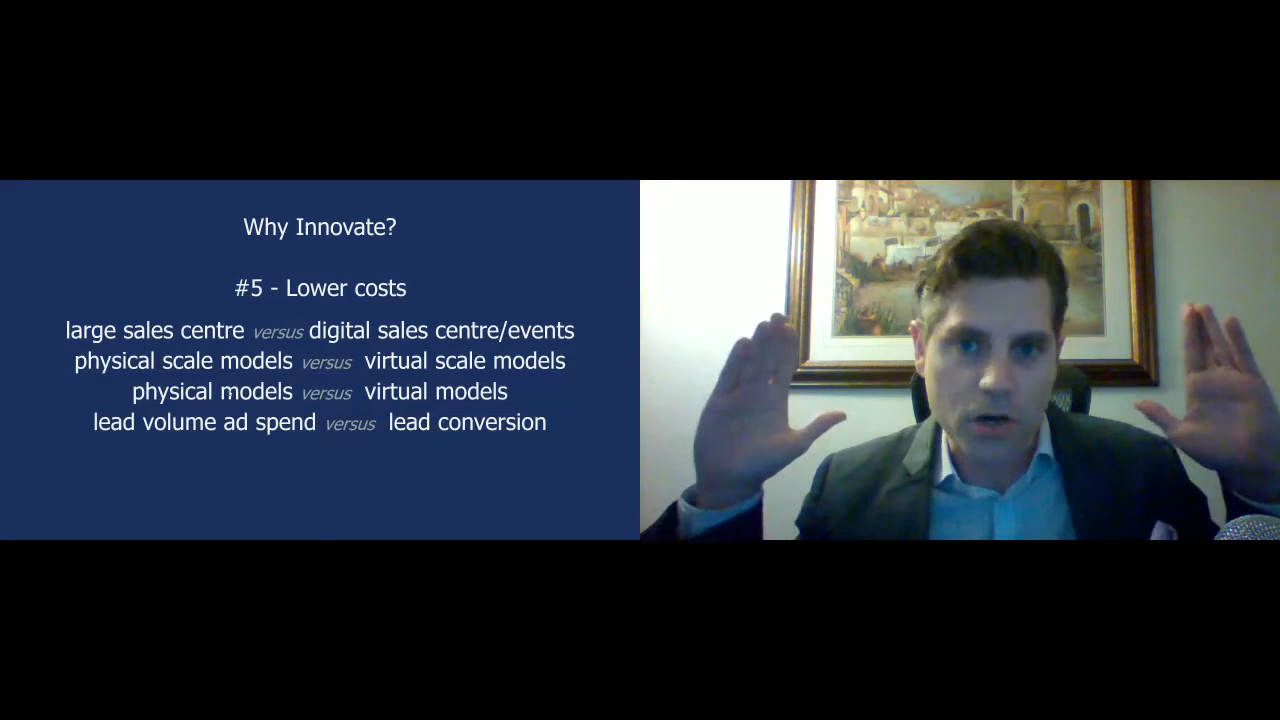 Why Innovate?
#5 - Lower costs
large sales centre versus digital sales centre/events
physical scale models versus virtual scale models
physical models versus virtual models
lead volume ad spend versus lead conversion